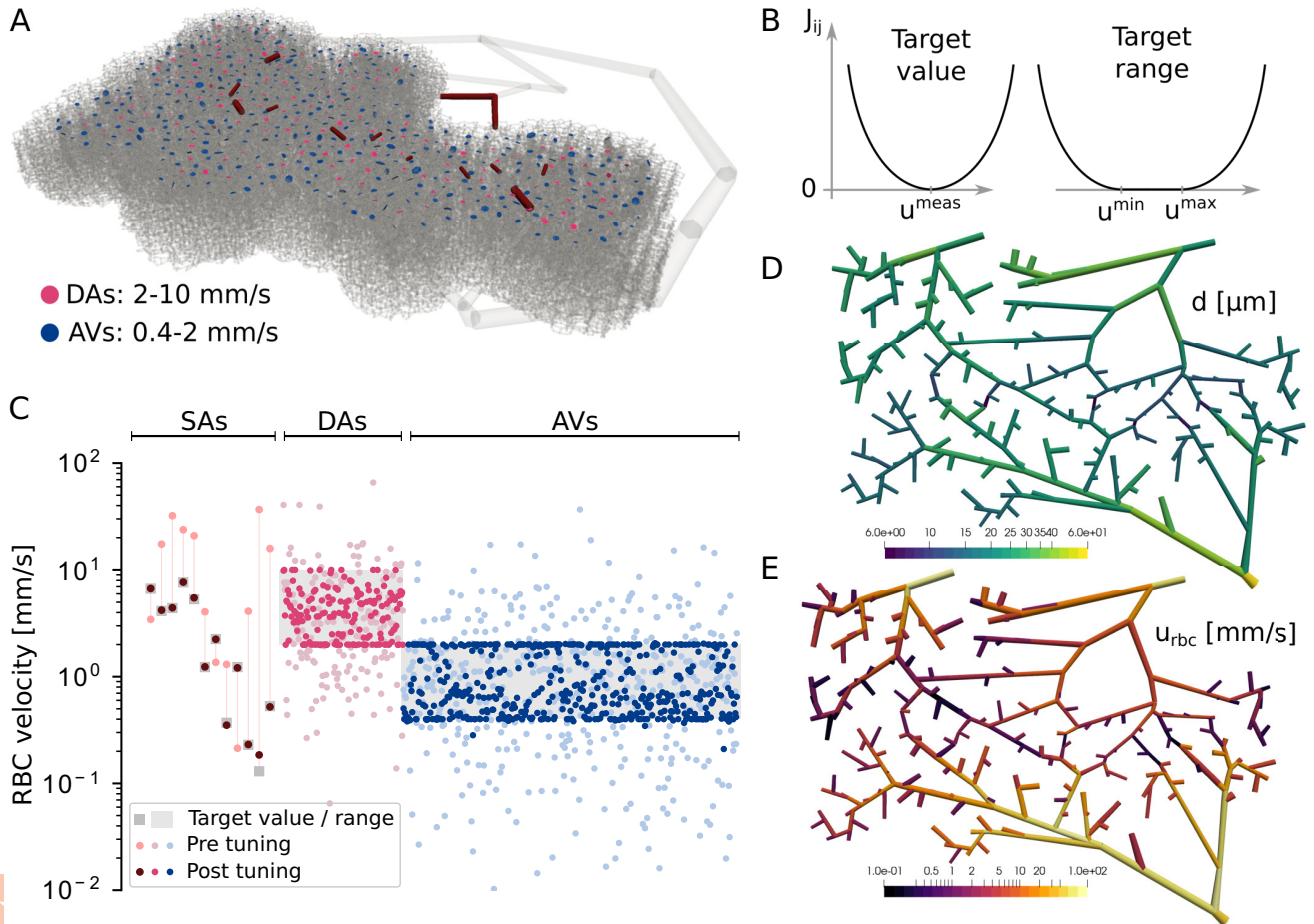 A
DAs: 2-10 mm/s
AVs: 0.4-2 mm/s
B
J_ij
Target value
Target range
0
u^meas
u^min
u^max
C
SAs
DAs
AVs
RBC velocity [mm/s]
10^2
10^1
10^0
10^-1
10^-2
Target value / range
Pre tuning
Post tuning
D
d [μm]
6.0e+00 10 15 20 25 30 35 40 6.0e+01
E
u_rbc [mm/s]
1.0e-01 0.5 1 2 5 10 20 1.0e+02